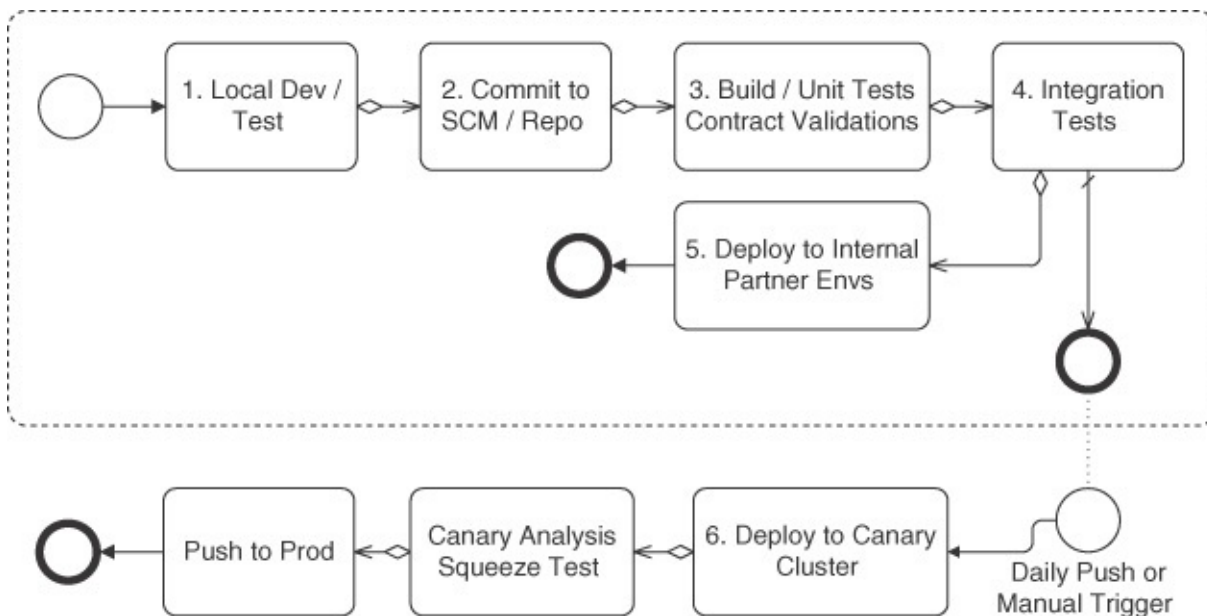 1. Local Dev /
Test
2. Commit to
SCM / Repo
3. Build / Unit Tests
Contract Validations
4. Integration
Tests
5. Deploy to Internal
Partner Envs
Push to Prod
Canary Analysis
Squeeze Test
6. Deploy to Canary
Cluster
Daily Push or
Manual Trigger